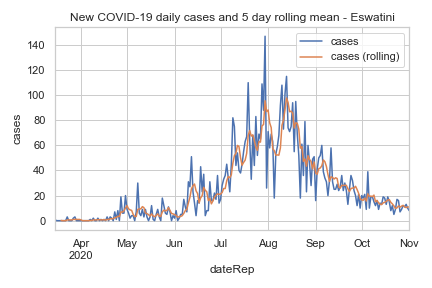 New COVID-19 daily cases and 5 day rolling mean - Eswatini
cases
cases (rolling)
cases
140
120
100
80
60
40
20
0
Apr May Jun Jul Aug Sep Oct Nov
2020
dateRep